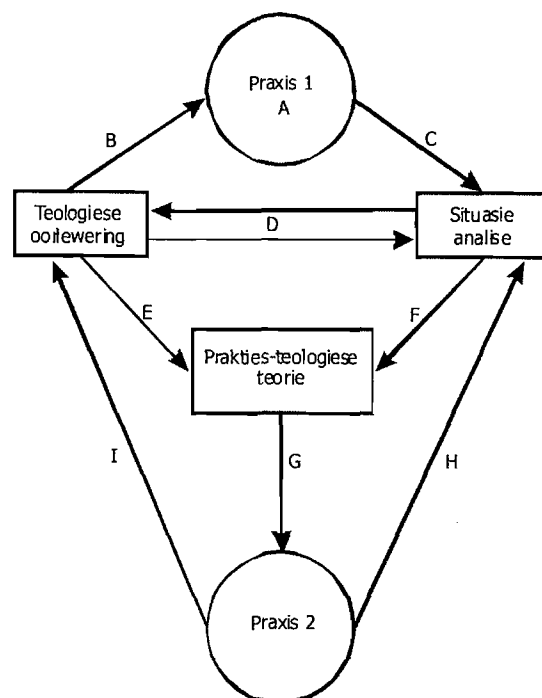 Praxis 1
A
B
C
Teologiese
oorlewering
D
Situasie
analise
E
F
Prakties-teologiese
teorie
I
G
H
Praxis 2